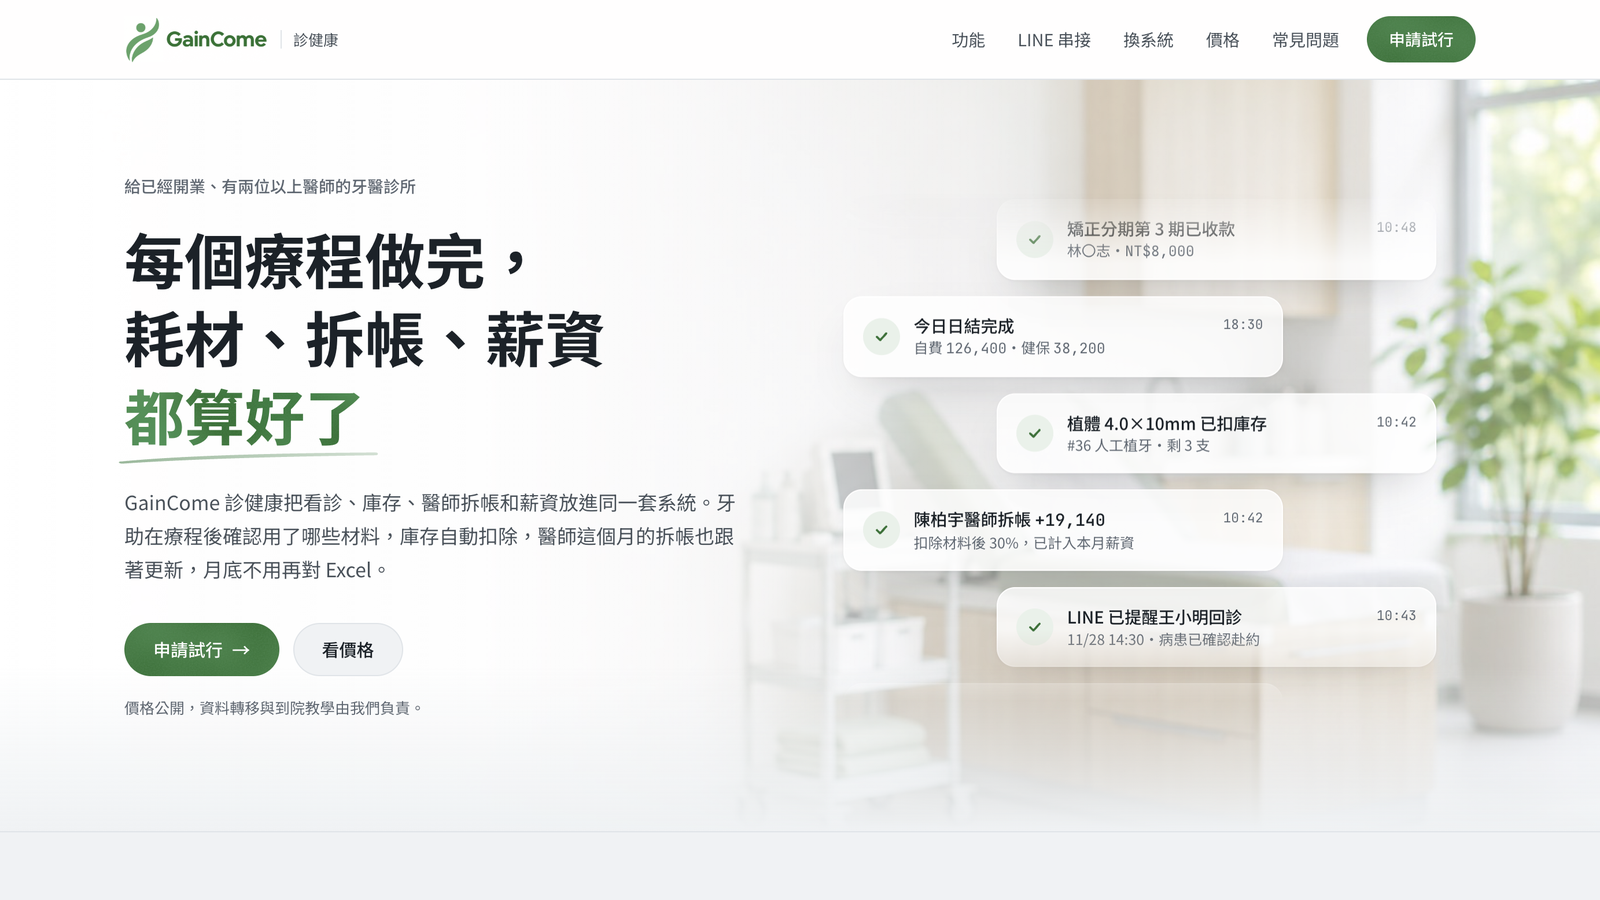 GainCome 診健康
功能
LINE 串接
換系統
價格
常見問題
申請試行
給已經開業、有兩位以上醫師的牙醫診所
每個療程做完，
耗材、拆帳、薪資
都算好了
GainCome 診健康把看診、庫存、醫師拆帳和薪資放進同一套系統。牙
助在療程後確認用了哪些材料，庫存自動扣除，醫師這個月的拆帳也跟
著更新，月底不用再對 Excel。
申請試行 →
看價格
價格公開，資料轉移與到院教學由我們負責。
矯正分期第 3 期已收款
10:48
林〇志・NT$8,000
今日日結完成
18:30
自費 126,400・健保 38,200
植體 4.0×10mm 已扣庫存
10:42
#36 人工植牙・剩 3 支
陳柏宇醫師拆帳 +19,140
10:42
扣除材料後 30%，已計入本月薪資
LINE 已提醒王小明回診
10:43
11/28 14:30・病患已確認赴約